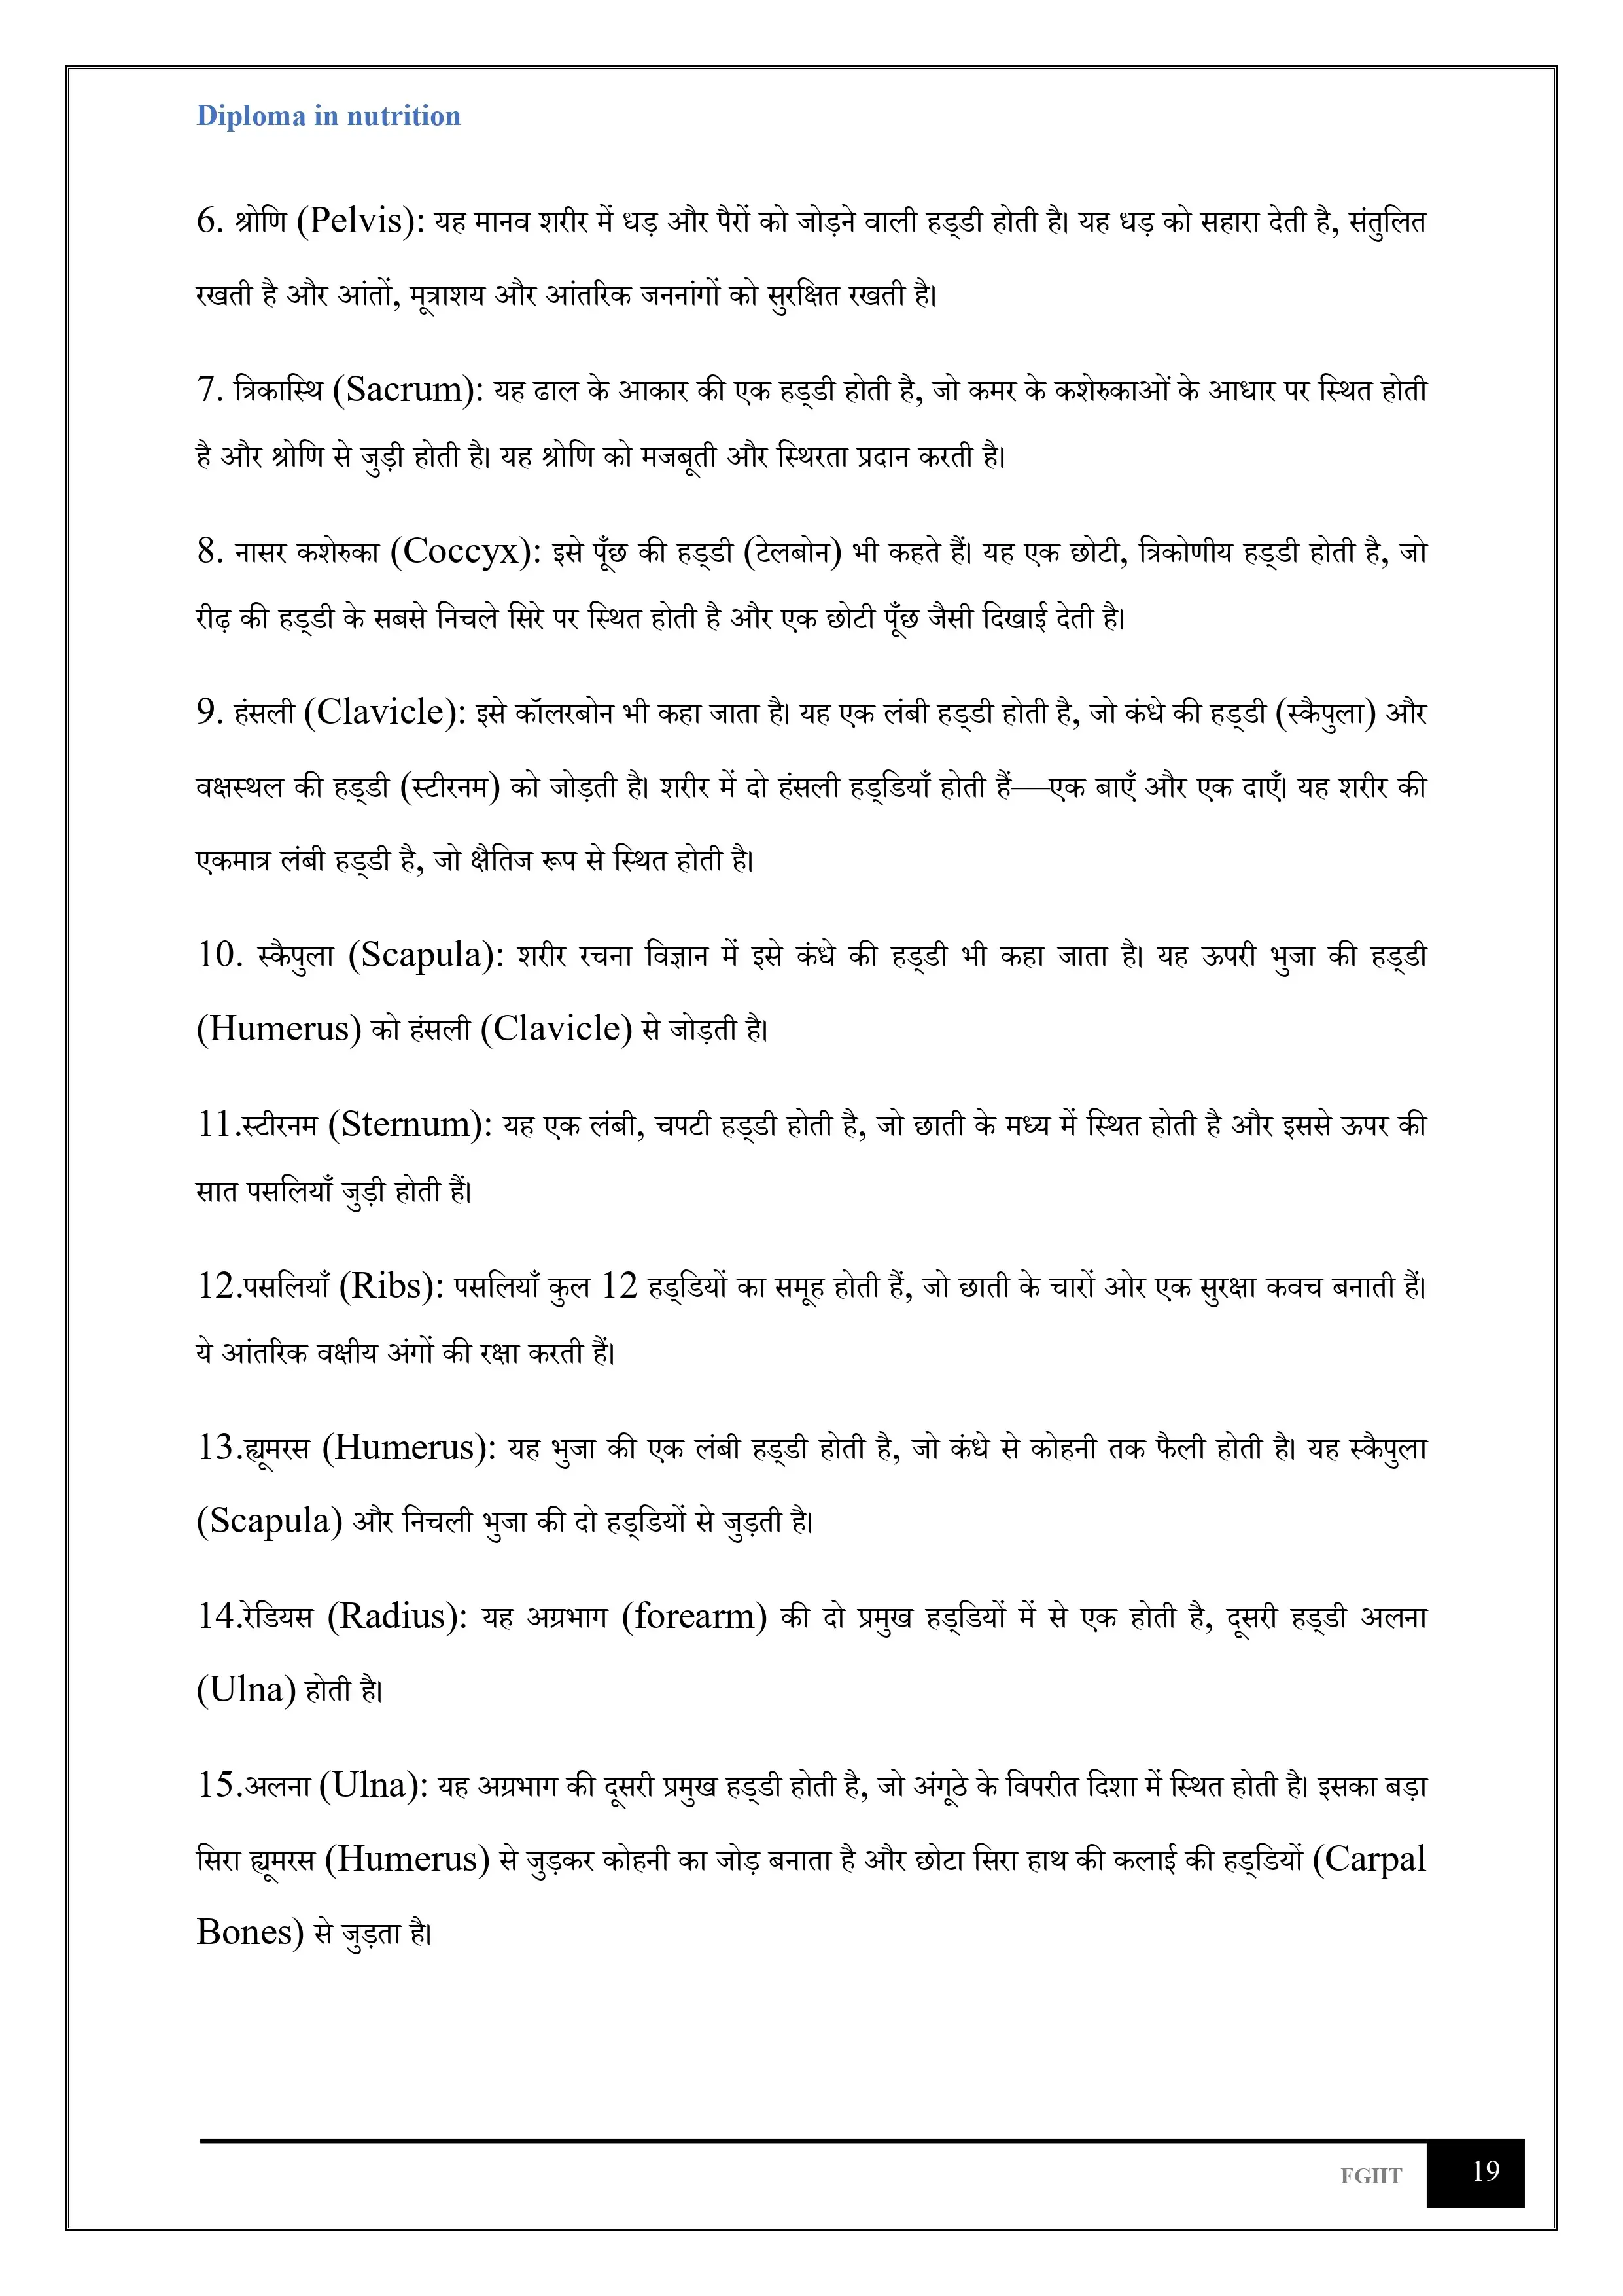 Diploma in nutrition
6. श्रोणि (Pelvis): यह मानव शरीर में धड़ और पैरों को जोड़ने वाली हड्डी होती है। यह धड़ को सहारा देती है, संतुलित
रखती है और आंतों, मूत्राशय और आंतरिक जननांगों को सुरक्षित रखती है।
7. त्रिकास्थि (Sacrum): यह ढाल के आकार की एक हड्डी होती है, जो कमर के कशेरुकाओं के आधार पर स्थित होती
है और श्रोणि से जुड़ी होती है। यह श्रोणि को मजबूती और स्थिरता प्रदान करती है।
8. नासर कशेरुका (Coccyx): इसे पूँछ की हड्डी (टेलबोन) भी कहते हैं। यह एक छोटी, त्रिकोणीय हड्डी होती है, जो
रीढ़ की हड्डी के सबसे निचले सिरे पर स्थित होती है और एक छोटी पूँछ जैसी दिखाई देती है।
9. हंसली (Clavicle): इसे कॉलरबोन भी कहा जाता है। यह एक लंबी हड्डी होती है, जो कंधे की हड्डी (स्कैपुला) और
वक्षस्थल की हड्डी (स्टीरनम) को जोड़ती है। शरीर में दो हंसली हड्डियाँ होती हैं—एक बाएँ और एक दाएँ। यह शरीर की
एकमात्र लंबी हड्डी है, जो क्षैतिज रूप से स्थित होती है।
10. स्कैपुला (Scapula): शरीर रचना विज्ञान में इसे कंधे की हड्डी भी कहा जाता है। यह ऊपरी भुजा की हड्डी
(Humerus) को हंसली (Clavicle) से जोड़ती है।
11.स्टीरनम (Sternum): यह एक लंबी, चपटी हड्डी होती है, जो छाती के मध्य में स्थित होती है और इससे ऊपर की
सात पसलियाँ जुड़ी होती हैं।
12.पसलियाँ (Ribs): पसलियाँ कुल 12 हड्डियों का समूह होती हैं, जो छाती के चारों ओर एक सुरक्षा कवच बनाती हैं।
ये आंतरिक वक्षीय अंगों की रक्षा करती हैं।
13.ह्यूमरस (Humerus): यह भुजा की एक लंबी हड्डी होती है, जो कंधे से कोहनी तक फैली होती है। यह स्कैपुला
(Scapula) और निचली भुजा की दो हड्डियों से जुड़ती है।
14.रेडियस (Radius): यह अग्रभाग (forearm) की दो प्रमुख हड्डियों में से एक होती है, दूसरी हड्डी अलना
(Ulna) होती है।
15.अलना (Ulna): यह अग्रभाग की दूसरी प्रमुख हड्डी होती है, जो अंगूठे के विपरीत दिशा में स्थित होती है। इसका बड़ा
सिरा ह्यूमरस (Humerus) से जुड़कर कोहनी का जोड़ बनाता है और छोटा सिरा हाथ की कलाई की हड्डियों (Carpal
Bones) से जुड़ता है।
FGIIT 19